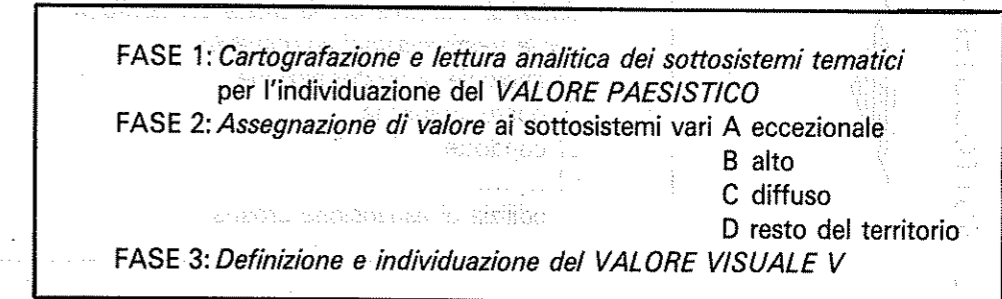 FASE 1: Cartografazione e lettura analitica dei sottosistemi tematici
per l'individuazione del VALORE PAESISTICO
FASE 2: Assegnazione di valore ai sottosistemi vari A eccezionale
B alto
C diffuso
D resto del territorio
FASE 3: Definizione e individuazione del VALORE VISUALE V